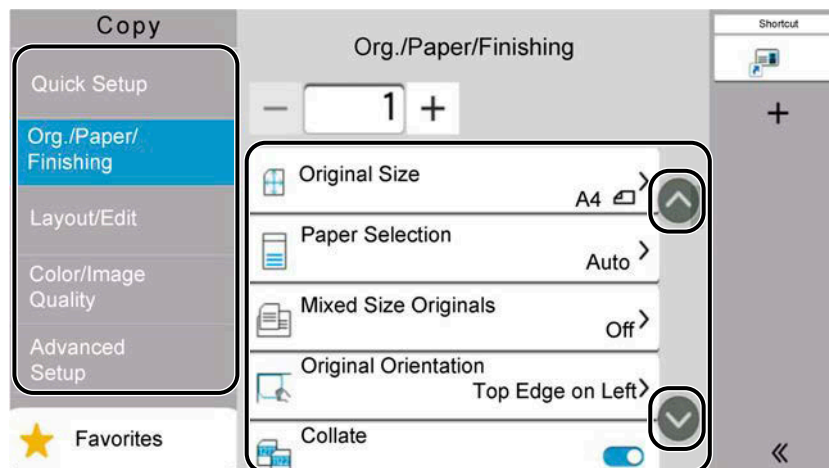 Copy
Quick Setup
Org./Paper/
Finishing
Layout/Edit
Color/Image
Quality
Advanced
Setup
Favorites
Org./Paper/Finishing
1
Original Size
A4
Paper Selection
Auto
Mixed Size Originals
Off
Original Orientation
Top Edge on Left
Collate
Shortcut